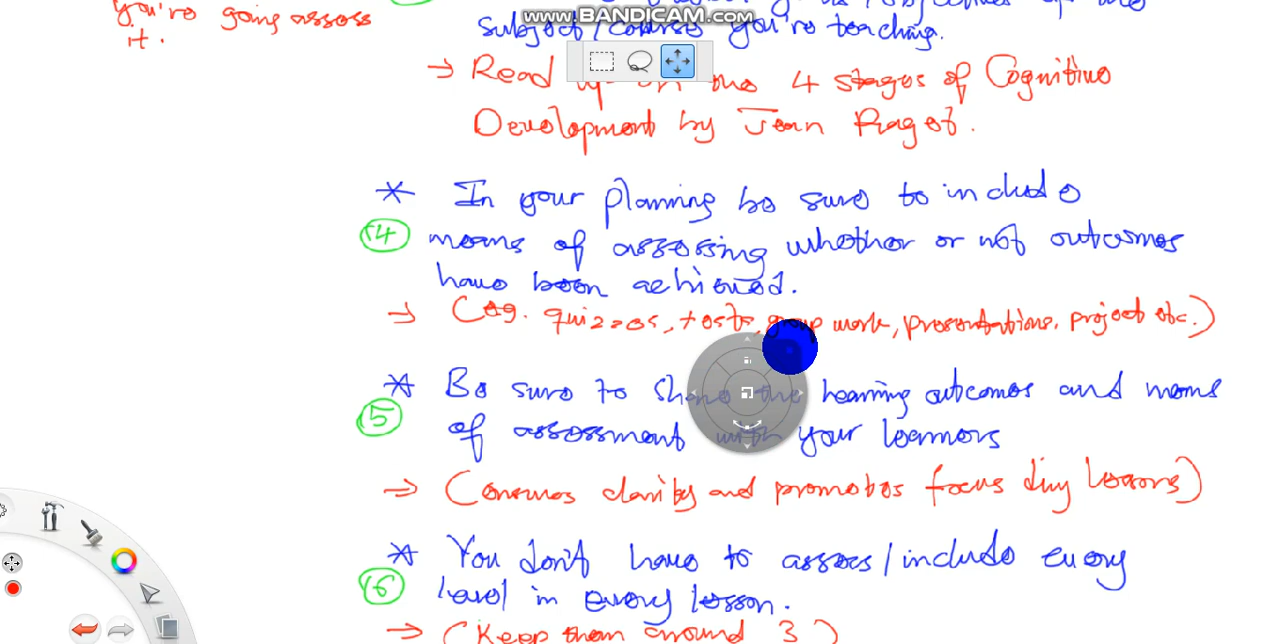 you're going assess
it.
www.BANDICAM.com
subject/course you're teaching.
→ Read up on the 4 stages of Cognitive
Development by Jean Piaget.
* In your planning be sure to include
(4) means of assessing whether or not outcomes
have been achieved.
→ (eg. quizzes, tests, group work, presentations, project etc.)
* Be sure to share the learning outcomes and means
(5) of assessment with your learners
→ (ensures clarity and promotes focus lessons)
* You don't have to assess/include every
(6) level in every lesson.
→ (Keep them around 3)